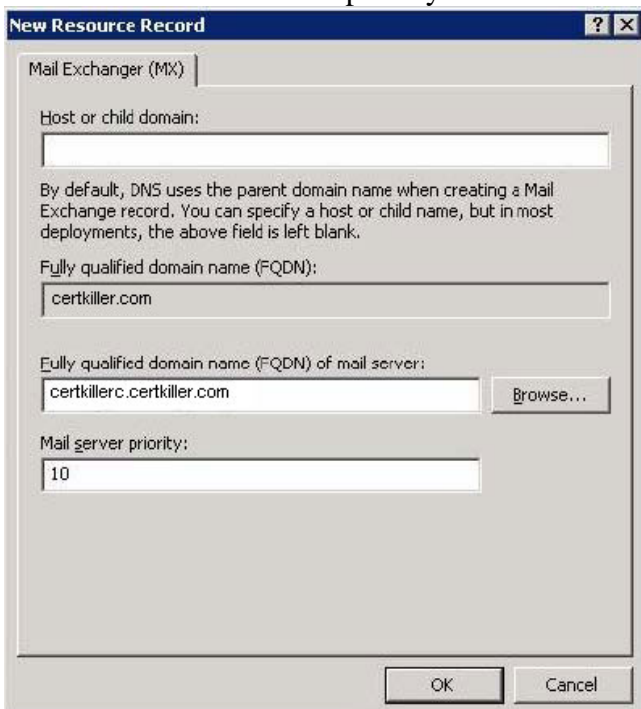 New Resource Record
Mail Exchanger (MX)
Host or child domain:
By default, DNS uses the parent domain name when creating a Mail
Exchange record. You can specify a host or child name, but in most
deployments, the above field is left blank.
Fully qualified domain name (FQDN):
certkiller.com
Fully qualified domain name (FQDN) of mail server:
certkillerc.certkiller.com
Browse...
Mail server priority:
10
OK
Cancel